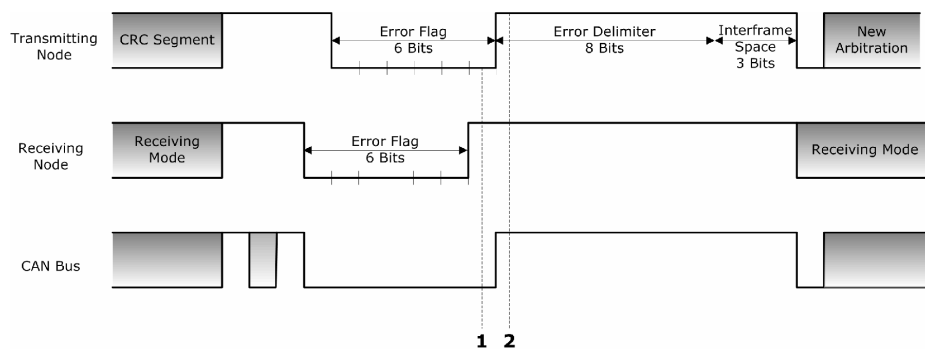 Transmitting
Node
CRC Segment
Error Flag
6 Bits
Error Delimiter
8 Bits
Interframe
Space
3 Bits
New
Arbitration
Receiving
Node
Receiving
Mode
Error Flag
6 Bits
Receiving Mode
CAN Bus
1 2